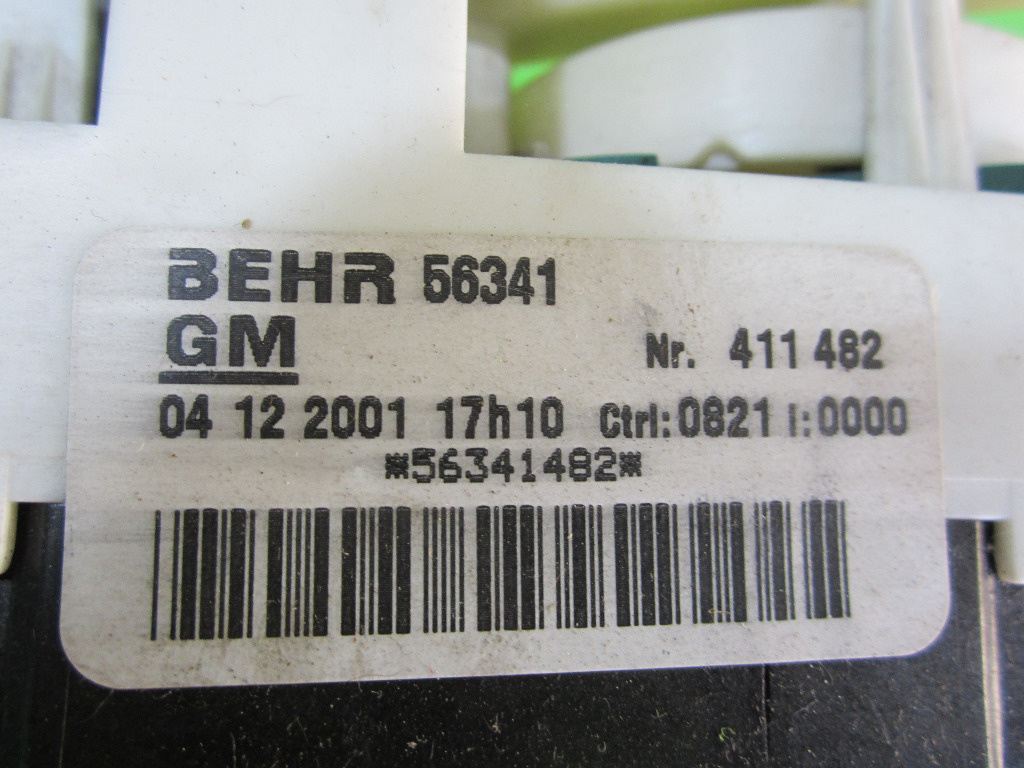 BEHR 56341
GM Nr. 411 482
04 12 2001 17h10 Ctrl:0821 I:0000
*56341482*